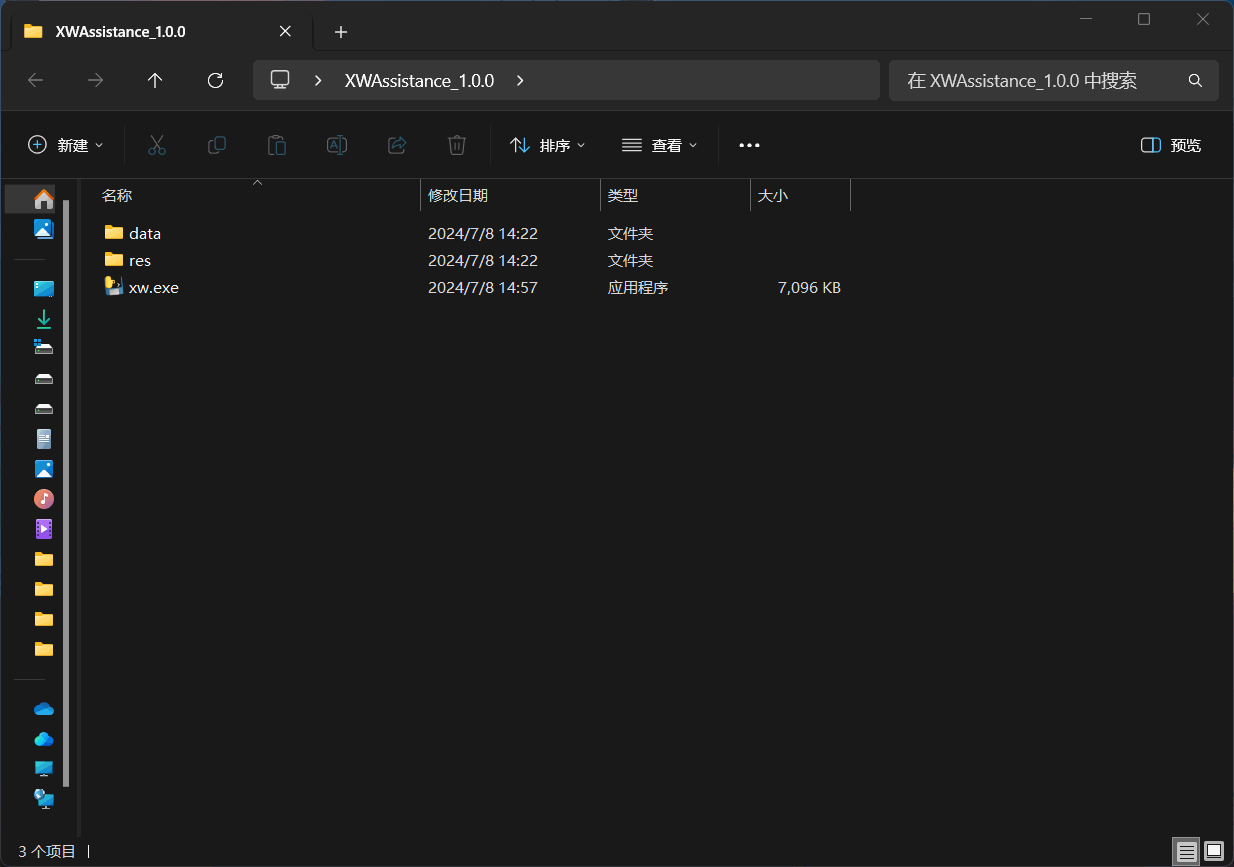 XWAssistance_1.0.0
XWAssistance_1.0.0
在 XWAssistance_1.0.0 中搜索
新建
排序
查看
预览
名称 修改日期 类型 大小
data 2024/7/8 14:22 文件夹
res 2024/7/8 14:22 文件夹
xw.exe 2024/7/8 14:57 应用程序 7,096 KB
3 个项目